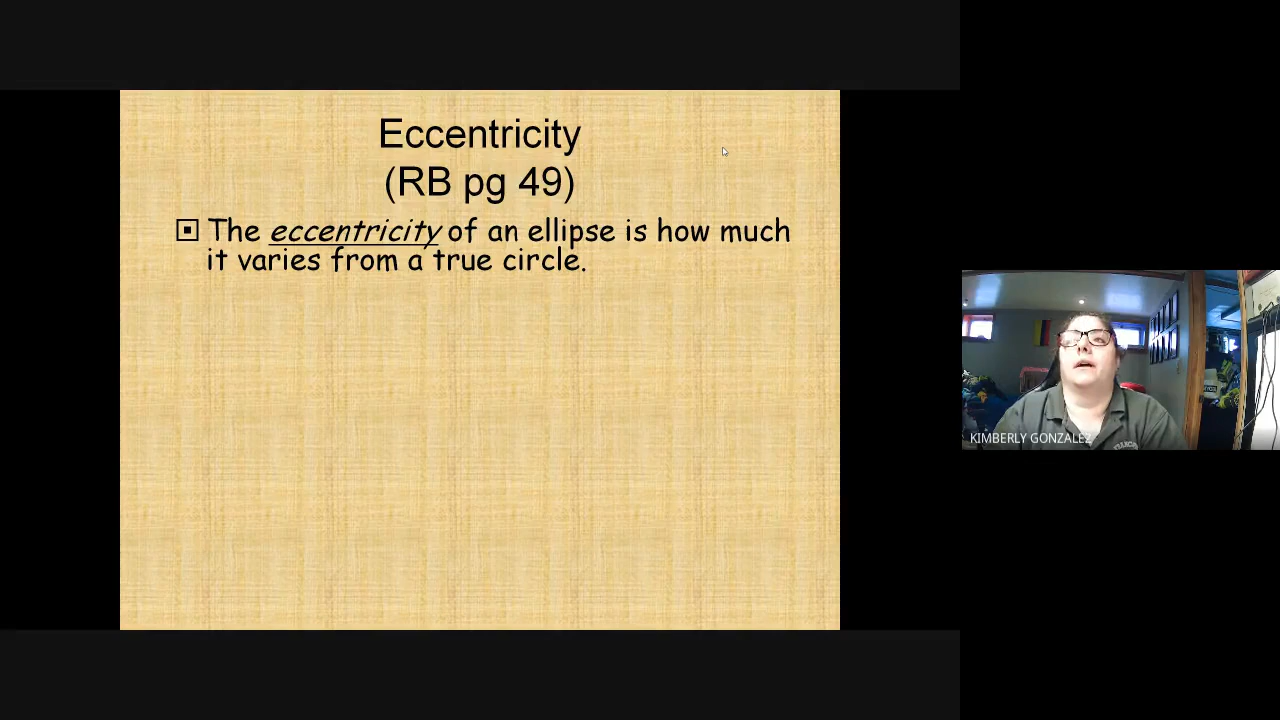 Eccentricity
(RB pg 49)
The eccentricity of an ellipse is how much
it varies from a true circle.
KIMBERLY GONZALEZ